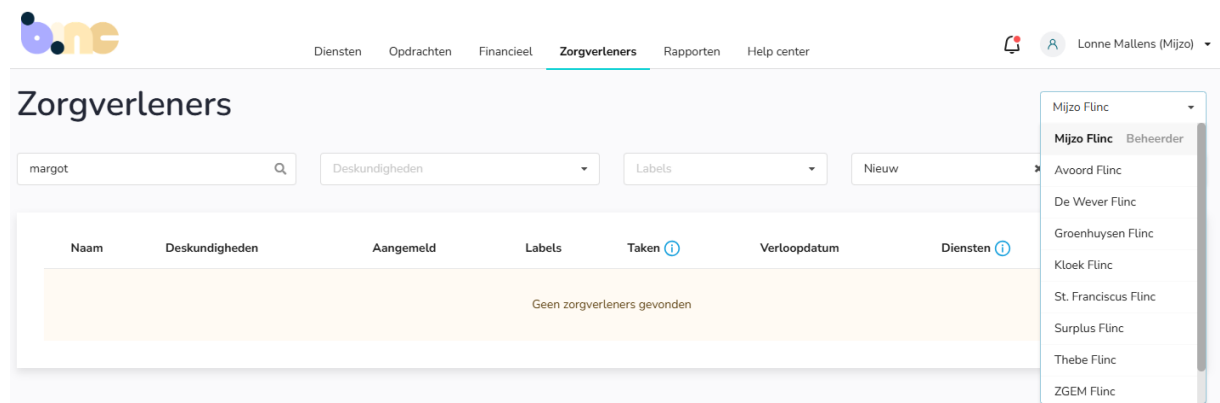 b.nc
Diensten Opdrachten Financieel Zorgverleners Rapporten Help center Lonne Mallens (Mijzo)
Zorgverleners
Mijzo Flinc
Mijzo Flinc Beheerder
margot Deskundigheden Labels Nieuw
Avoord Flinc
De Wever Flinc
Groenhuysen Flinc
Naam Deskundigheden Aangemeld Labels Taken Verloopdatum Diensten
Kloek Flinc
St. Franciscus Flinc
Geen zorgverleners gevonden
Surplus Flinc
Thebe Flinc
ZGEM Flinc